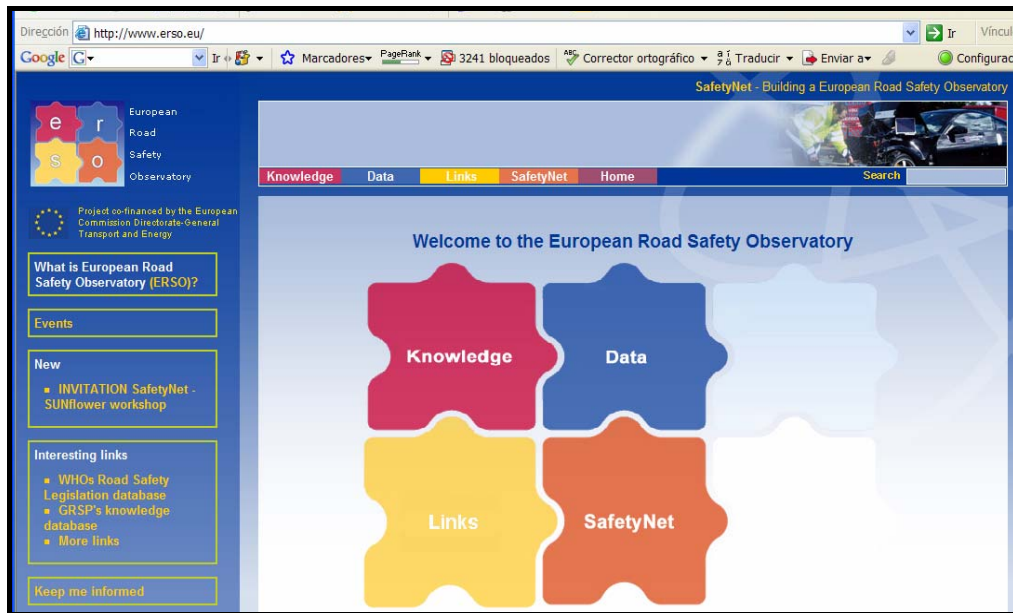 Dirección http://www.erso.eu/ Ir Víncul
Google G Ir Marcadores PageRank 3241 bloqueados ABC Corrector ortográfico Traducir Enviar a Configurac
SafetyNet - Building a European Road Safety Observatory
e r s o
European
Road
Safety
Observatory
Knowledge Data Links SafetyNet Home Search
Project co-financed by the European
Commission Directorate-General
Transport and Energy
Welcome to the European Road Safety Observatory
What is European Road
Safety Observatory (ERSO)?
Events
New
INVITATION SafetyNet -
SUNflower workshop
Interesting links
WHOs Road Safety
Legislation database
GRSP's knowledge
database
More links
Keep me informed
Knowledge Data
Links SafetyNet